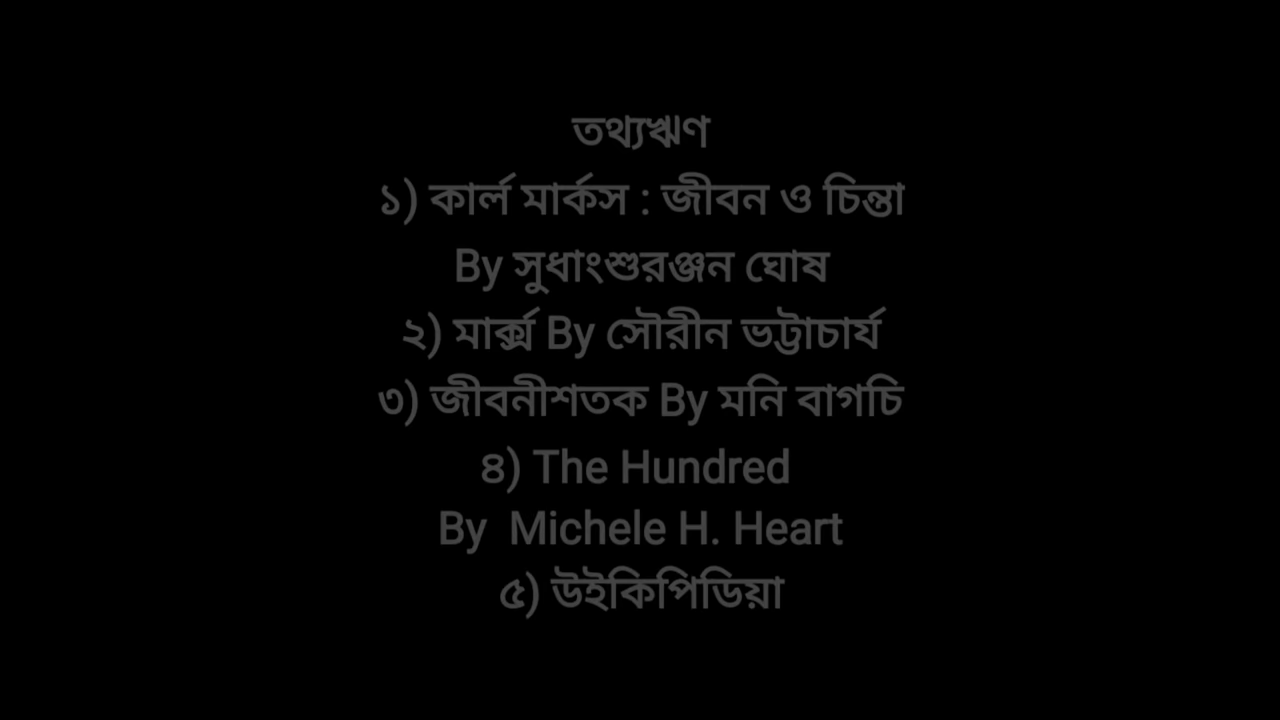 তথ্যঋণ
১) কার্ল মার্কস : জীবন ও চিন্তা
By সুধাংশুরঞ্জন ঘোষ
২) মার্ক্স By সৌরীন ভট্টাচার্য
৩) জীবনীশতক By মনি বাগচি
৪) The Hundred
By Michele H. Heart
৫) উইকিপিডিয়া